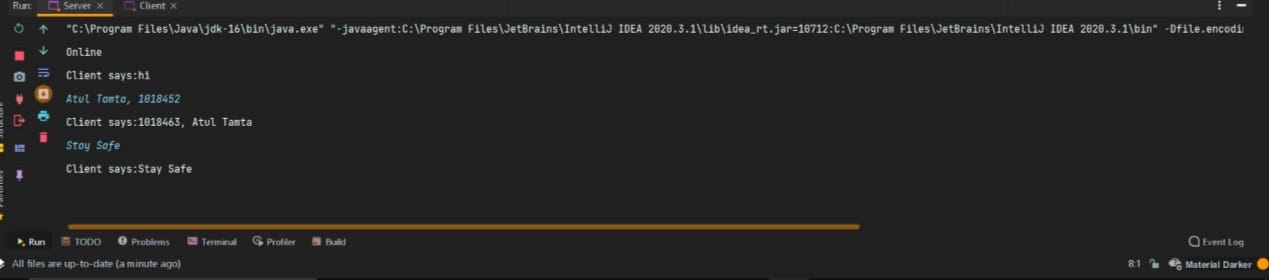 Run: Server × Client ×
"C:\Program Files\Java\jdk-16\bin\java.exe" "-javaagent:C:\Program Files\JetBrains\IntelliJ IDEA 2020.3.1\lib\idea_rt.jar=10712:C:\Program Files\JetBrains\IntelliJ IDEA 2020.3.1\bin" -Dfile.encodi
Online
Client says:hi
Atul Tamta, 1018452
Client says:1018463, Atul Tamta
Stay Safe
Client says:Stay Safe
Favorites
Run TODO Problems Terminal Profiler Build Event Log
All files are up-to-date (a minute ago) 8:1 Material Darker